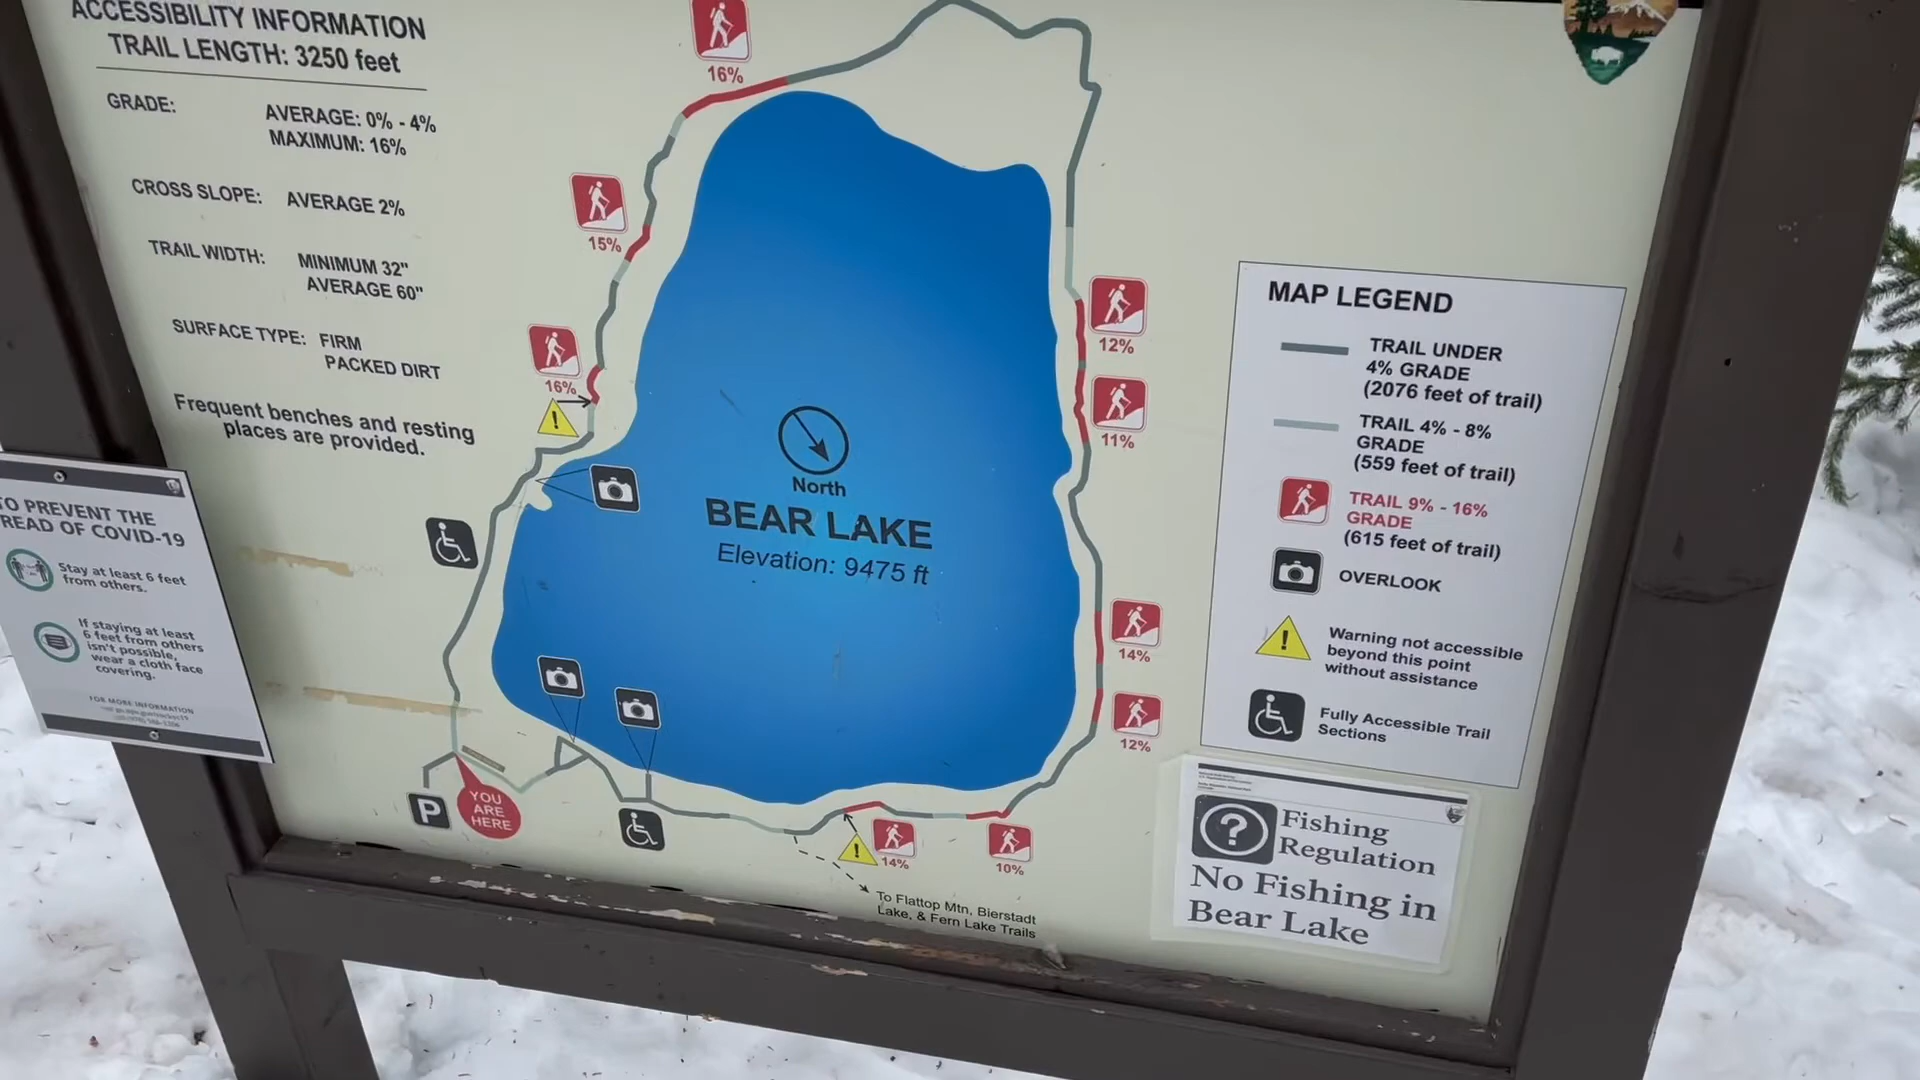 ACCESSIBILITY INFORMATION
TRAIL LENGTH: 3250 feet
GRADE:
AVERAGE: 0% - 4%
MAXIMUM: 16%
CROSS SLOPE:
AVERAGE 2%
TRAIL WIDTH:
MINIMUM 32"
AVERAGE 60"
SURFACE TYPE:
FIRM
PACKED DIRT
Frequent benches and resting
places are provided.
TO PREVENT THE
READ OF COVID-19
Stay at least 6 feet
from others.
If staying at least
6 feet from others
isn't possible,
wear a cloth face
covering.
FOR MORE INFORMATION
16%
15%
16%
12%
11%
North
BEAR LAKE
Elevation: 9475 ft
14%
12%
P
YOU
ARE
HERE
14%
10%
To Flattop Mtn, Bierstadt
Lake, & Fern Lake Trails
MAP LEGEND
TRAIL UNDER
4% GRADE
(2076 feet of trail)
TRAIL 4% - 8%
GRADE
(559 feet of trail)
TRAIL 9% - 16%
GRADE
(615 feet of trail)
OVERLOOK
Warning not accessible
beyond this point
without assistance
Fully Accessible Trail
Sections
Fishing
Regulation
No Fishing in
Bear Lake